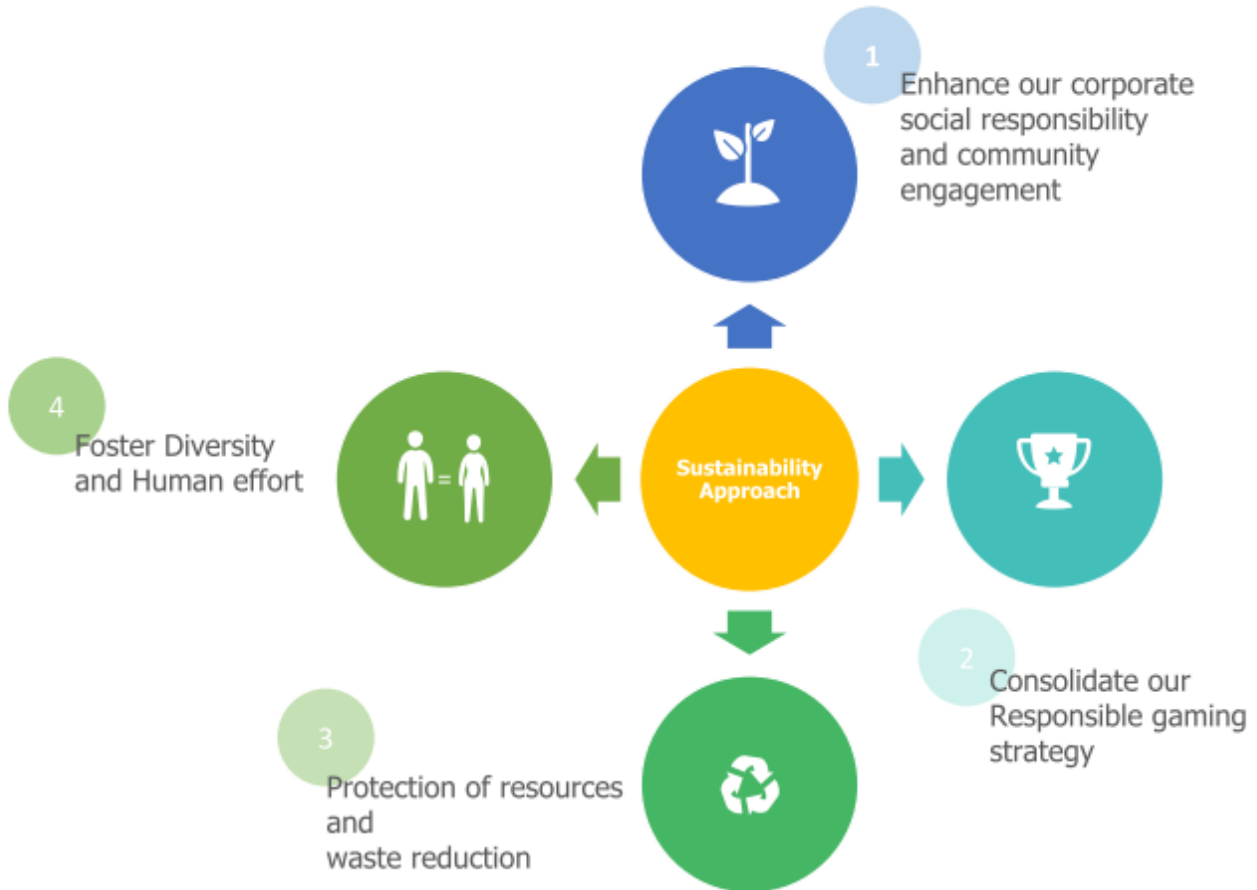 1
Enhance our corporate
social responsibility
and community
engagement
4
Foster Diversity
and Human effort
=
Sustainability
Approach
2
Consolidate our
Responsible gaming
strategy
3
Protection of resources
and
waste reduction